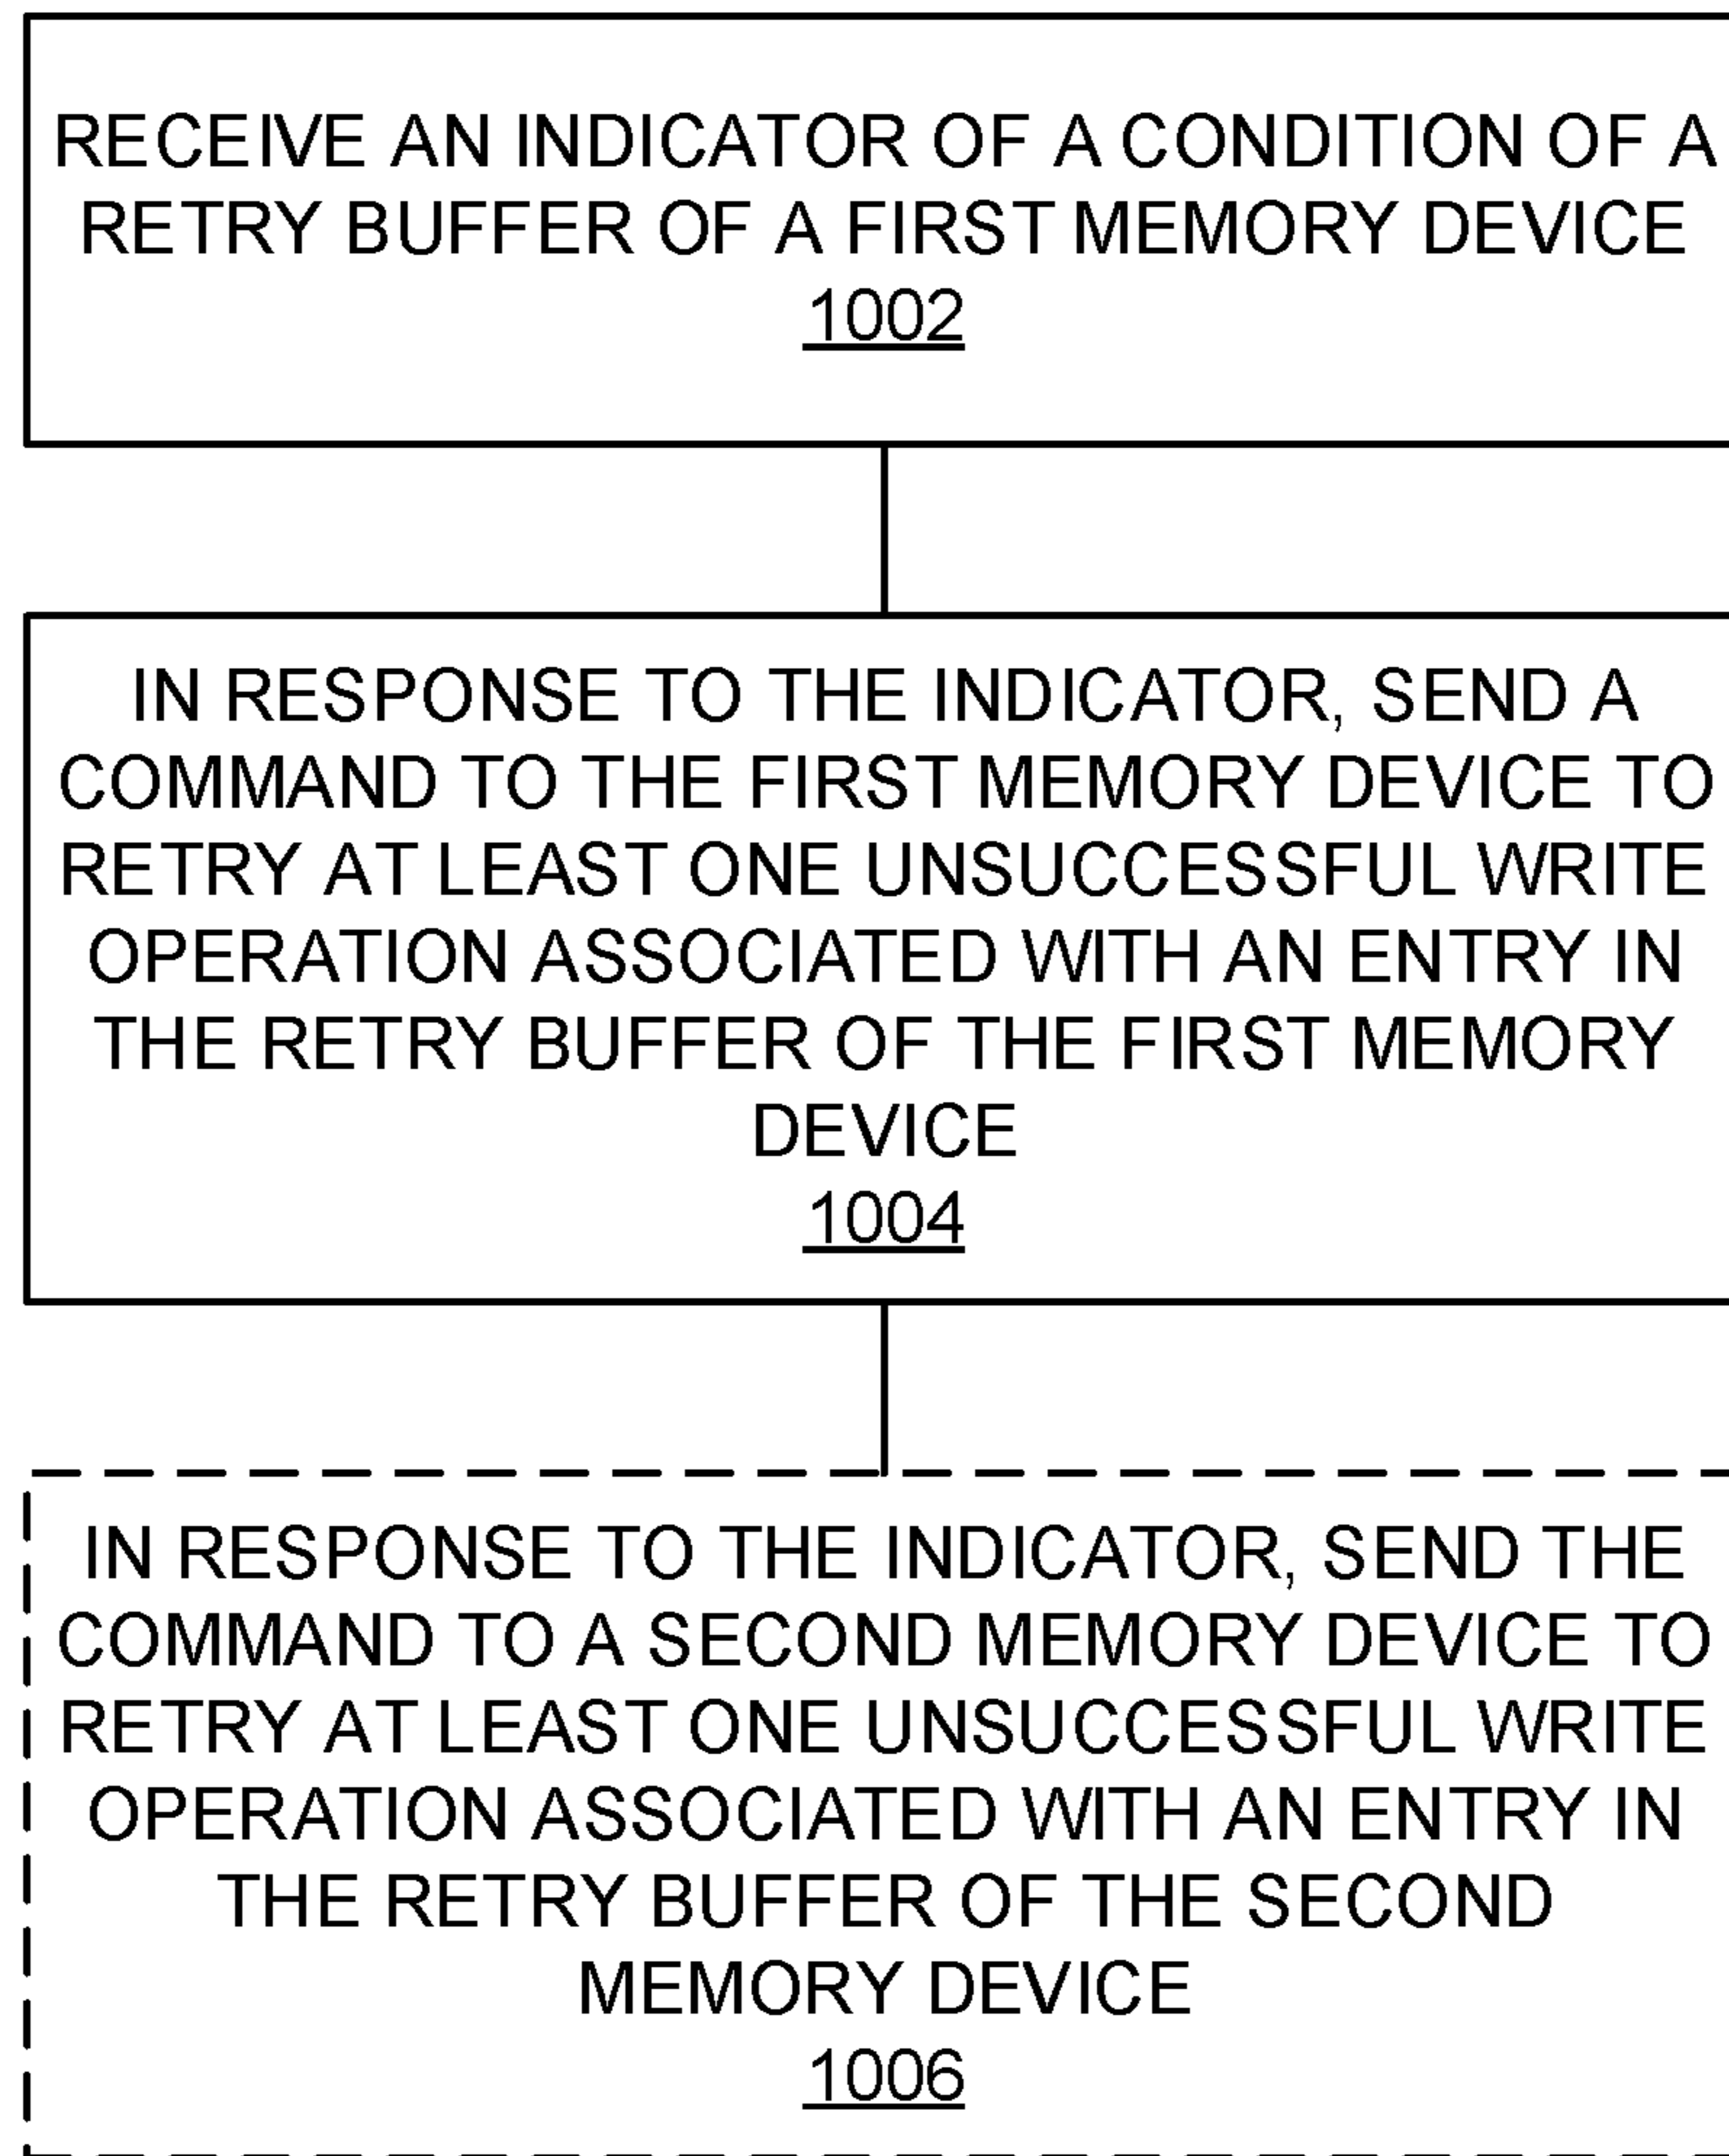 RECEIVE AN INDICATOR OF A CONDITION OF A
RETRY BUFFER OF A FIRST MEMORY DEVICE
1002
IN RESPONSE TO THE INDICATOR, SEND A
COMMAND TO THE FIRST MEMORY DEVICE TO
RETRY AT LEAST ONE UNSUCCESSFUL WRITE
OPERATION ASSOCIATED WITH AN ENTRY IN
THE RETRY BUFFER OF THE FIRST MEMORY
DEVICE
1004
IN RESPONSE TO THE INDICATOR, SEND THE
COMMAND TO A SECOND MEMORY DEVICE TO
RETRY AT LEAST ONE UNSUCCESSFUL WRITE
OPERATION ASSOCIATED WITH AN ENTRY IN
THE RETRY BUFFER OF THE SECOND
MEMORY DEVICE
1006